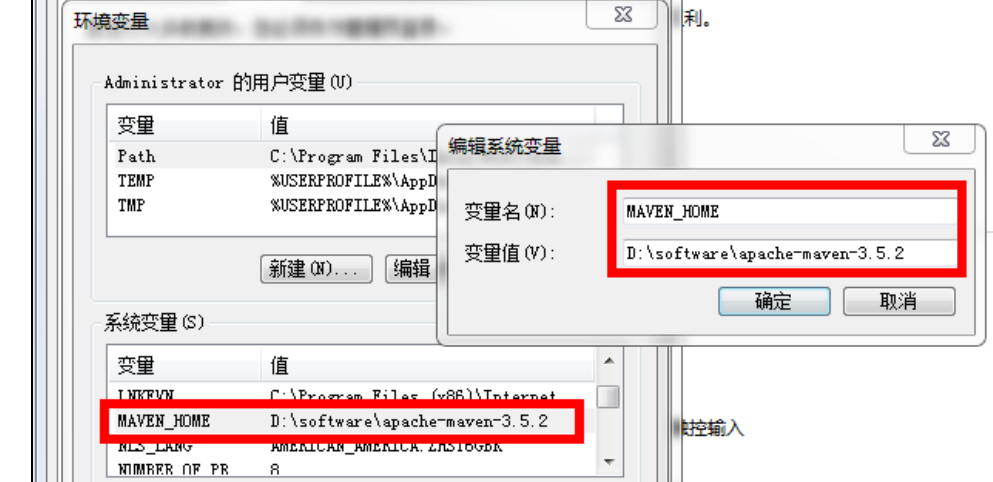 环境变量
利。
Administrator 的用户变量(U)
变量 值
Path C:\Program Files\I
TEMP %USERPROFILE%\AppD
TMP %USERPROFILE%\AppD
新建(N)... 编辑
编辑系统变量
变量名(N): MAVEN_HOME
变量值(V): D:\software\apache-maven-3.5.2
确定 取消
系统变量(S)
变量 值
C:\Program Files (x86)\Internet
MAVEN_HOME D:\software\apache-maven-3.5.2
NLS_LANG AMERICAN_AMERICA.ZHS16GBK
NUMBER_OF_PR 8
控输入